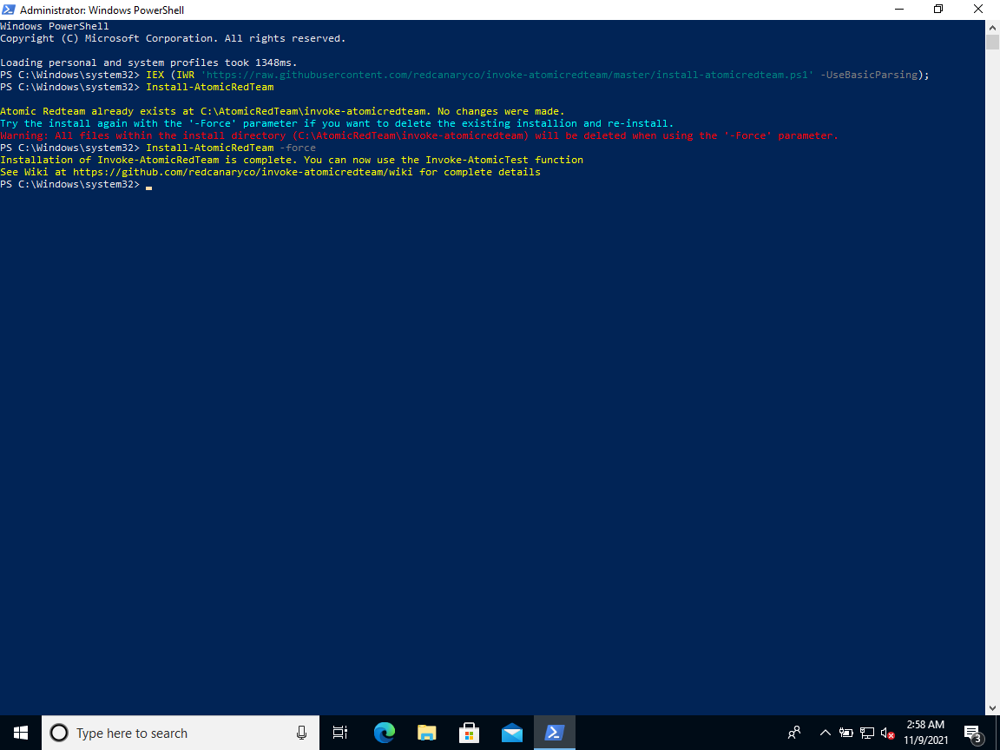 Administrator: Windows PowerShell
Windows PowerShell
Copyright (C) Microsoft Corporation. All rights reserved.
Loading personal and system profiles took 1348ms.
PS C:\Windows\system32> IEX (IWR 'https://raw.githubusercontent.com/redcanaryco/invoke-atomicredteam/master/install-atomicredteam.ps1' -UseBasicParsing);
PS C:\Windows\system32> Install-AtomicRedTeam
Atomic Redteam already exists at C:\AtomicRedTeam\invoke-atomicredteam. No changes were made.
Try the install again with the '-Force' parameter if you want to delete the existing installion and re-install.
Warning: All files within the install directory (C:\AtomicRedTeam\invoke-atomicredteam) will be deleted when using the '-Force' parameter.
PS C:\Windows\system32> Install-AtomicRedTeam -force
Installation of Invoke-AtomicRedTeam is complete. You can now use the Invoke-AtomicTest function
See Wiki at https://github.com/redcanaryco/invoke-atomicredteam/wiki for complete details
PS C:\Windows\system32>
Type here to search
2:58 AM
11/9/2021
3